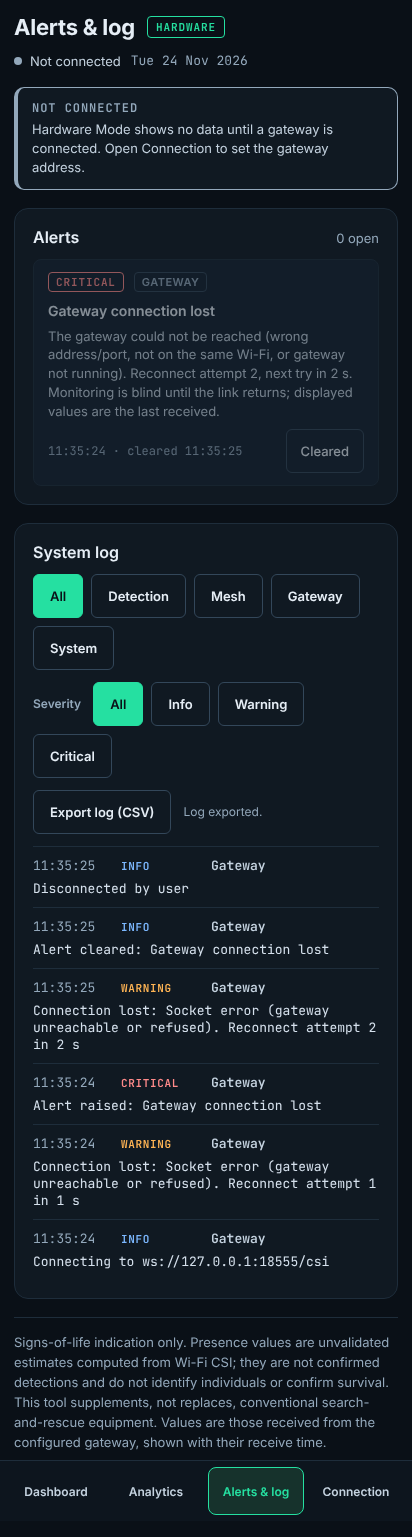 Alerts & log HARDWARE
Not connected Tue 24 Nov 2026
NOT CONNECTED
Hardware Mode shows no data until a gateway is
connected. Open Connection to set the gateway
address.
Alerts 0 open
CRITICAL GATEWAY
Gateway connection lost
The gateway could not be reached (wrong
address/port, not on the same Wi-Fi, or gateway
not running). Reconnect attempt 2, next try in 2 s.
Monitoring is blind until the link returns; displayed
values are the last received.
11:35:24 · cleared 11:35:25 Cleared
System log
All Detection Mesh Gateway
System
Severity All Info Warning
Critical
Export log (CSV) Log exported.
11:35:25 INFO Gateway
Disconnected by user
11:35:25 INFO Gateway
Alert cleared: Gateway connection lost
11:35:25 WARNING Gateway
Connection lost: Socket error (gateway
unreachable or refused). Reconnect attempt 2
in 2 s
11:35:24 CRITICAL Gateway
Alert raised: Gateway connection lost
11:35:24 WARNING Gateway
Connection lost: Socket error (gateway
unreachable or refused). Reconnect attempt 1
in 1 s
11:35:24 INFO Gateway
Connecting to ws://127.0.0.1:18555/csi
Signs-of-life indication only. Presence values are unvalidated
estimates computed from Wi-Fi CSI; they are not confirmed
detections and do not identify individuals or confirm survival.
This tool supplements, not replaces, conventional search-
and-rescue equipment. Values are those received from the
configured gateway, shown with their receive time.
Dashboard Analytics Alerts & log Connection